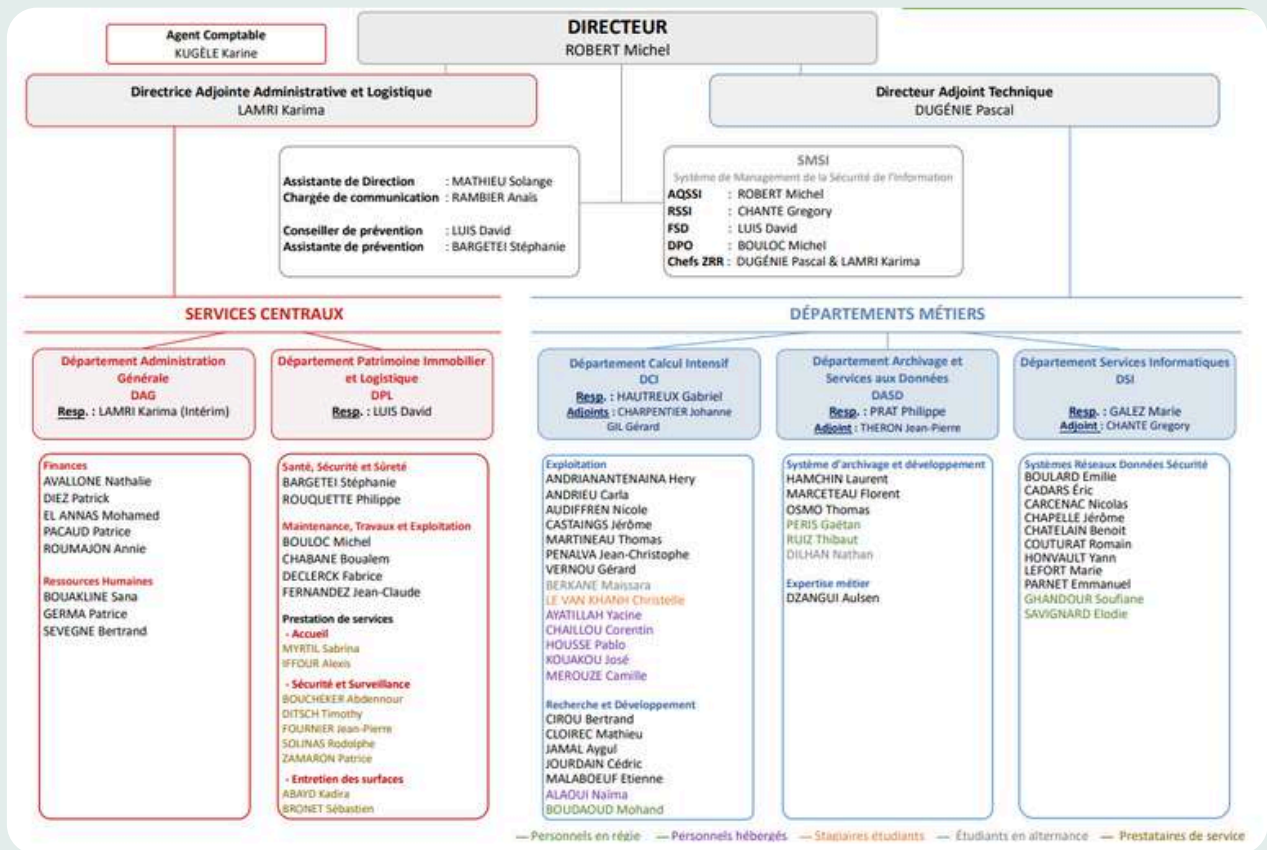 Agent Comptable
KUGÈLE Karine
DIRECTEUR
ROBERT Michel
Directrice Adjointe Administrative et Logistique
LAMRI Karima
Directeur Adjoint Technique
DUGÉNIE Pascal
Assistante de Direction : MATHIEU Solange
Chargée de communication : RAMBIER Anaïs
Conseiller de prévention : LUIS David
Assistante de prévention : BARGETEI Stéphanie
SMSI
Système de Management de la Sécurité de l'Information
AQSSI : ROBERT Michel
RSSI : CHANTE Gregory
FSD : LUIS David
DPO : BOULOC Michel
Chefs ZRR : DUGÉNIE Pascal & LAMRI Karima
SERVICES CENTRAUX
DÉPARTEMENTS MÉTIERS
Département Administration
Générale
DAG
Resp. : LAMRI Karima (Intérim)
Département Patrimoine Immobilier
et Logistique
DPL
Resp. : LUIS David
Département Calcul Intensif
DCI
Resp. : HAUTREUX Gabriel
Adjoints : CHARPENTIER Johanne
GIL Gérard
Département Archivage et
Services aux Données
DASD
Resp. : PRAT Philippe
Adjoint : THERON Jean-Pierre
Département Services Informatiques
DSI
Resp. : GALEZ Marie
Adjoint : CHANTE Gregory
Finances
AVALLONE Nathalie
DIEZ Patrick
EL ANNAS Mohamed
PACAUD Patrice
ROUMAJON Annie
Ressources Humaines
BOUAKLINE Sana
GERMA Patrice
SEVEGNE Bertrand
Santé, Sécurité et Sûreté
BARGETEI Stéphanie
ROUQUETTE Philippe
Maintenance, Travaux et Exploitation
BOULOC Michel
CHABANE Boualem
DECLERCK Fabrice
FERNANDEZ Jean-Claude
Prestation de services
- Accueil
MYRTIL Sabrina
IFFOUR Alexis
- Sécurité et Surveillance
BOUCHEKER Abdennour
DITSCH Timothy
FOURNIER Jean-Pierre
SOLINAS Rodolphe
ZAMARON Patrice
- Entretien des surfaces
ABAYD Kadira
BRONET Sébastien
Exploitation
ANDRIANANTENAINA Hery
ANDRIEU Carla
AUDIFFREN Nicole
CASTAINGS Jérôme
MARTINEAU Thomas
PENALVA Jean-Christophe
VERNOU Gérard
BERKANE Maissara
LE VAN KHANH Christelle
AYATILLAH Yacine
CHAILLOU Corentin
HOUSSE Pablo
KOUAKOU José
MEROUZE Camille
Recherche et Développement
CIROU Bertrand
CLOIREC Mathieu
JAMAL Aygul
JOURDAIN Cédric
MALABOEUF Etienne
ALAOUI Naïma
BOUDAOUD Mohand
Système d'archivage et développement
HAMCHIN Laurent
MARCETEAU Florent
OSMO Thomas
PERIS Gaëtan
RUIZ Thibaut
DILHAN Nathan
Expertise métier
DZANGUI Aulsen
Systèmes Réseaux Données Sécurité
BOULARD Emilie
CADARS Éric
CARCENAC Nicolas
CHAPELLE Jérôme
CHATELAIN Benoit
COUTURAT Romain
HONVAULT Yann
LEFORT Marie
PARNET Emmanuel
GHANDOUR Soufiane
SAVIGNARD Elodie
— Personnels en régie — Personnels hébergés — Stagiaires étudiants — Étudiants en alternance — Prestataires de service